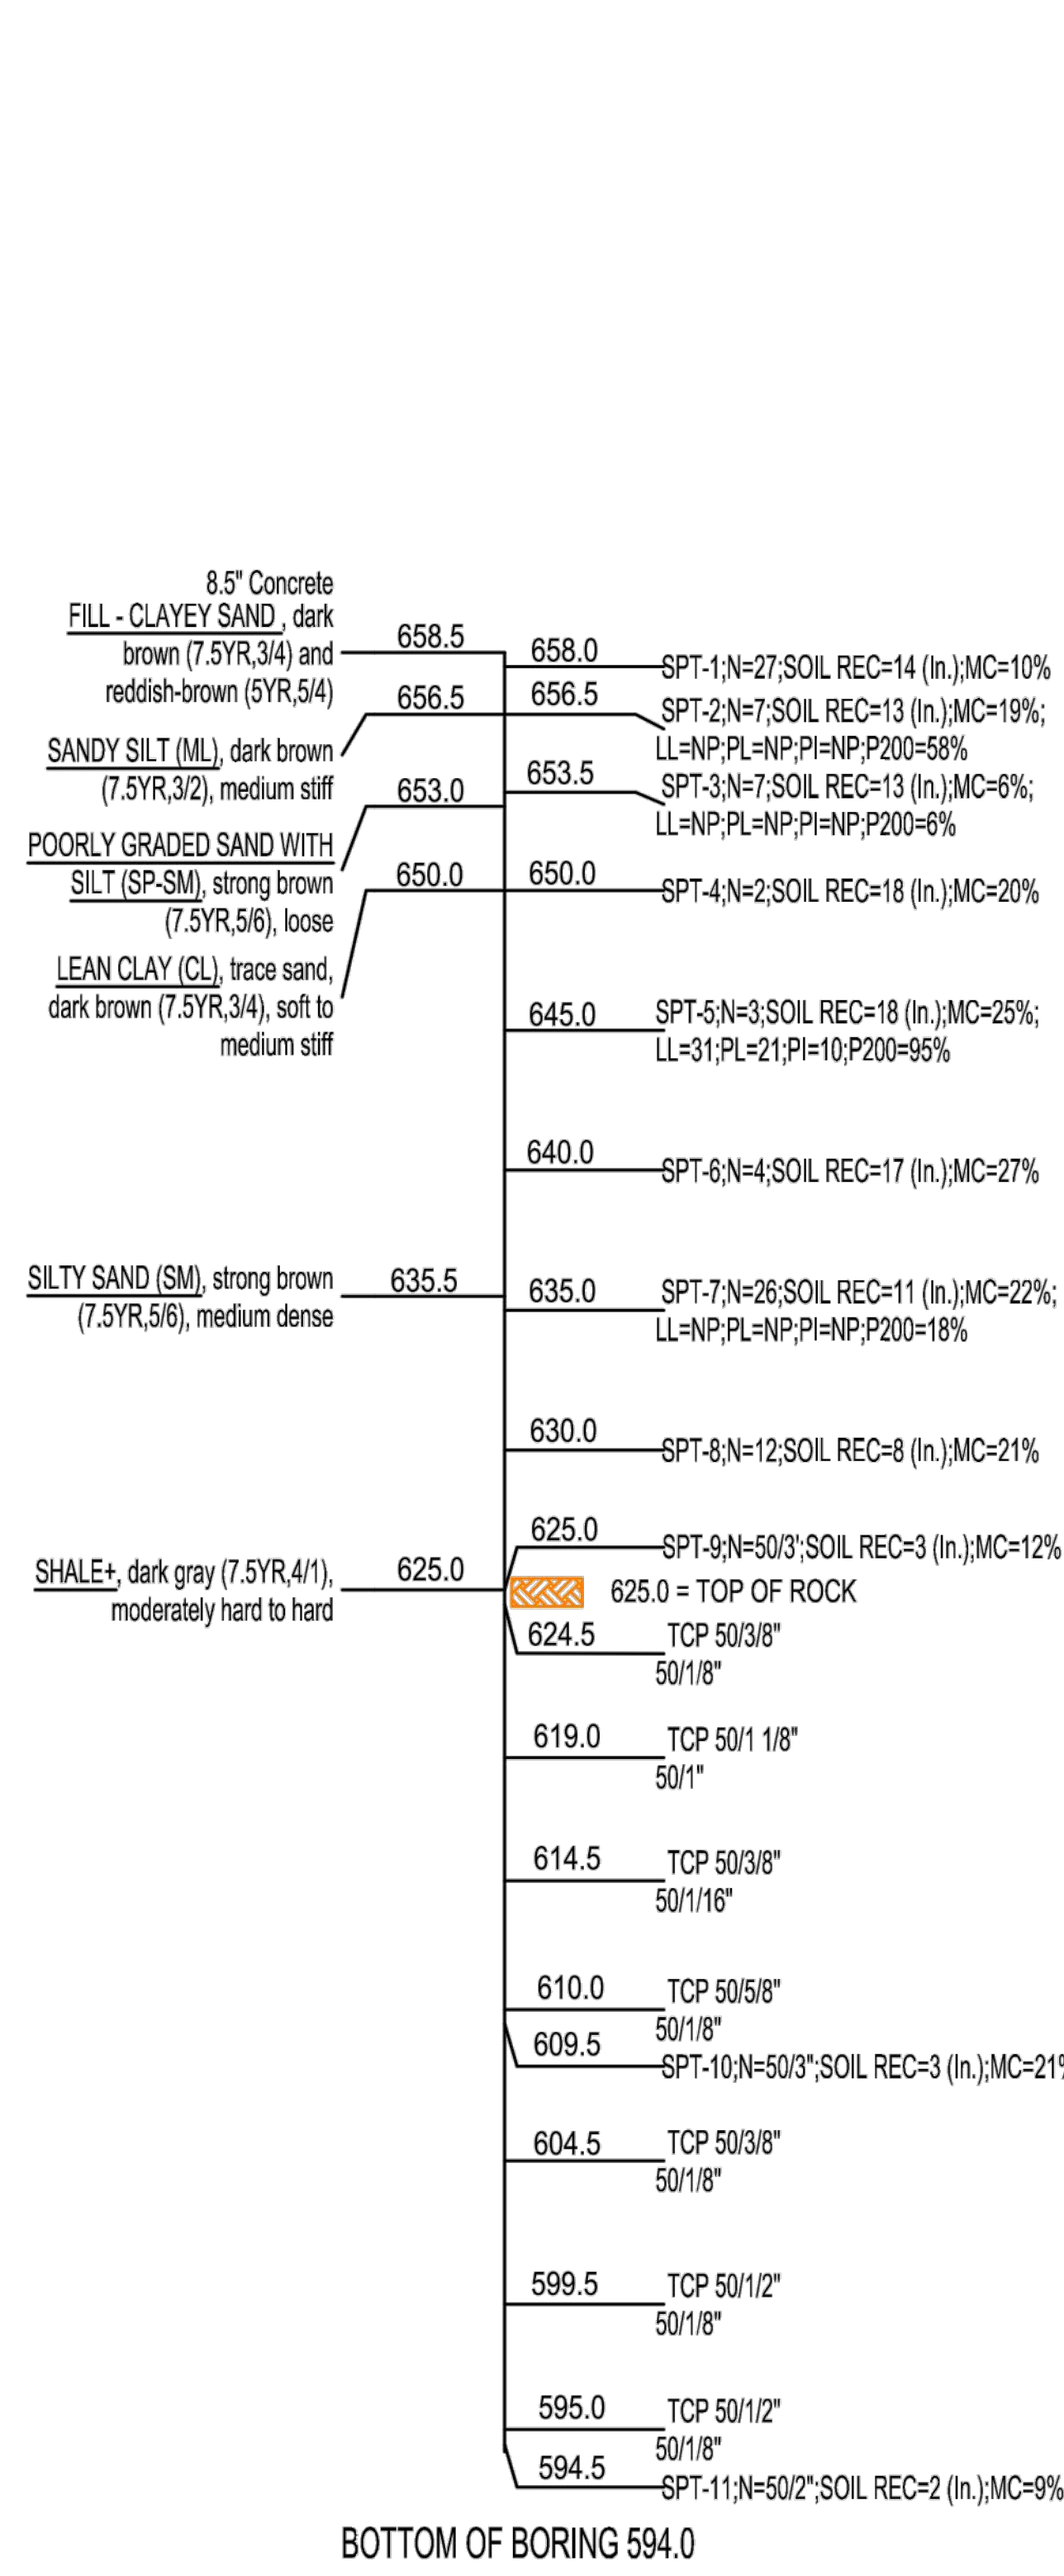 8.5" Concrete
FILL - CLAYEY SAND , dark
brown (7.5YR,3/4) and
reddish-brown (5YR,5/4)
658.5
658.0
SPT-1;N=27;SOIL REC=14 (In.);MC=10%
656.5
656.5
SPT-2;N=7;SOIL REC=13 (In.);MC=19%;
LL=NP;PL=NP;PI=NP;P200=58%
SANDY SILT (ML), dark brown
(7.5YR,3/2), medium stiff
653.0
653.5
SPT-3;N=7;SOIL REC=13 (In.);MC=6%;
LL=NP;PL=NP;PI=NP;P200=6%
POORLY GRADED SAND WITH
SILT (SP-SM), strong brown
(7.5YR,5/6), loose
650.0
650.0
SPT-4;N=2;SOIL REC=18 (In.);MC=20%
LEAN CLAY (CL), trace sand,
dark brown (7.5YR,3/4), soft to
medium stiff
645.0
SPT-5;N=3;SOIL REC=18 (In.);MC=25%;
LL=31;PL=21;PI=10;P200=95%
640.0
SPT-6;N=4;SOIL REC=17 (In.);MC=27%
SILTY SAND (SM), strong brown
(7.5YR,5/6), medium dense
635.5
635.0
SPT-7;N=26;SOIL REC=11 (In.);MC=22%;
LL=NP;PL=NP;PI=NP;P200=18%
630.0
SPT-8;N=12;SOIL REC=8 (In.);MC=21%
625.0
SPT-9;N=50/3';SOIL REC=3 (In.);MC=12%
SHALE+, dark gray (7.5YR,4/1),
moderately hard to hard
625.0
625.0 = TOP OF ROCK
624.5
TCP 50/3/8"
50/1/8"
619.0
TCP 50/1 1/8"
50/1"
614.5
TCP 50/3/8"
50/1/16"
610.0
TCP 50/5/8"
50/1/8"
609.5
SPT-10;N=50/3";SOIL REC=3 (In.);MC=21%
604.5
TCP 50/3/8"
50/1/8"
599.5
TCP 50/1/2"
50/1/8"
595.0
TCP 50/1/2"
50/1/8"
594.5
SPT-11;N=50/2";SOIL REC=2 (In.);MC=9%
BOTTOM OF BORING 594.0